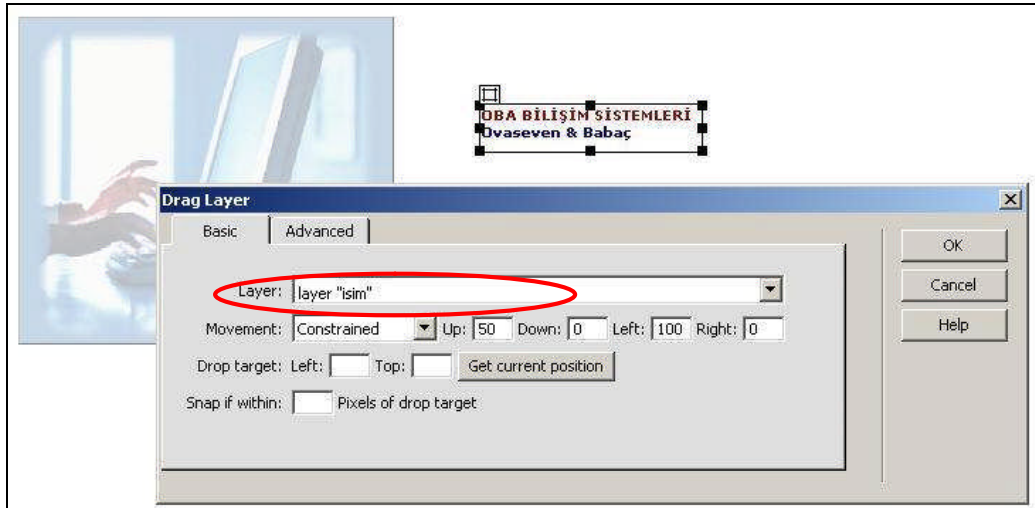 OBA BİLİŞİM SİSTEMLERİ
Ovaseven & Babaç
Drag Layer
Basic Advanced
Layer: layer "isim"
Movement: Constrained Up: 50 Down: 0 Left: 100 Right: 0
Drop target: Left: Top: Get current position
Snap if within: Pixels of drop target
OK
Cancel
Help